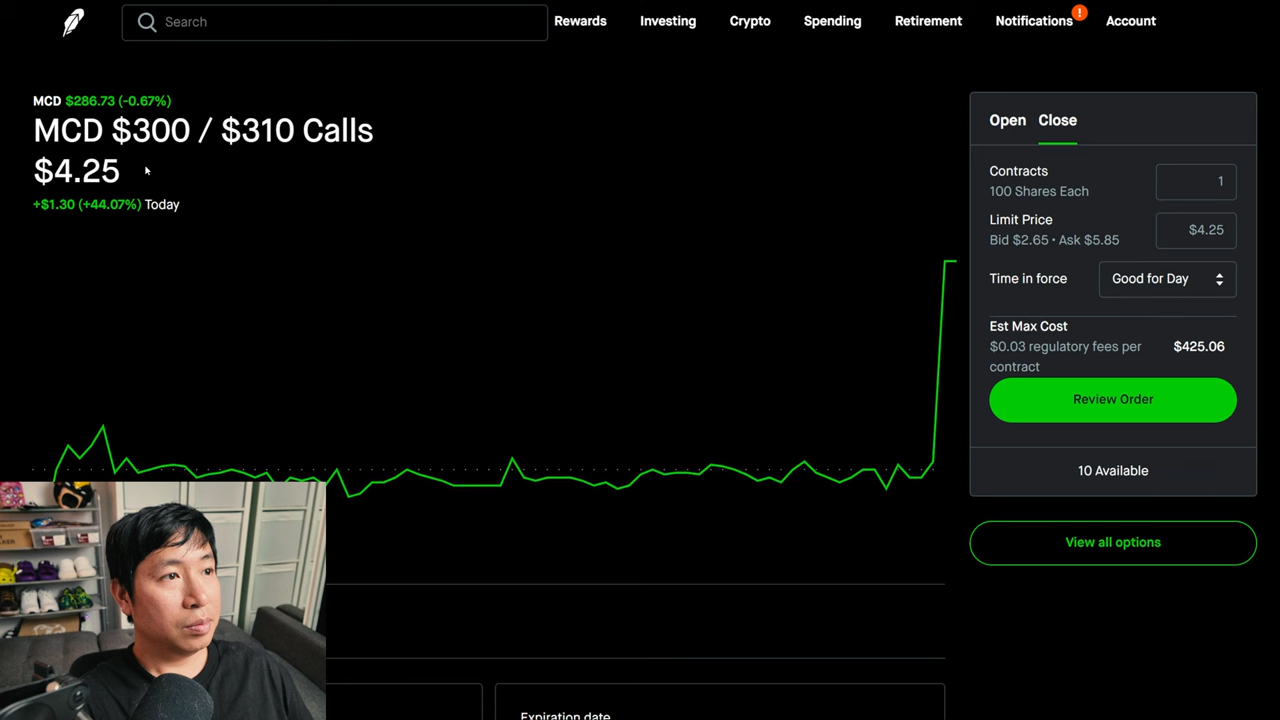 Search
Rewards
Investing
Crypto
Spending
Retirement
Notifications
!
Account
MCD $286.73 (-0.67%)
MCD $300 / $310 Calls
$4.25
+$1.30 (+44.07%) Today
Open Close
Contracts
100 Shares Each
1
Limit Price
Bid $2.65 • Ask $5.85
$4.25
Time in force
Good for Day
Est Max Cost
$0.03 regulatory fees per
contract
$425.06
Review Order
10 Available
View all options
Expiration date